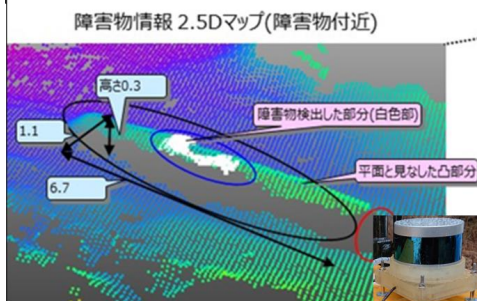 障害物情報 2.5Dマップ(障害物付近)
高さ0.3
障害物検出した部分(白色部)
1.1
平面と見なした凸部分
6.7